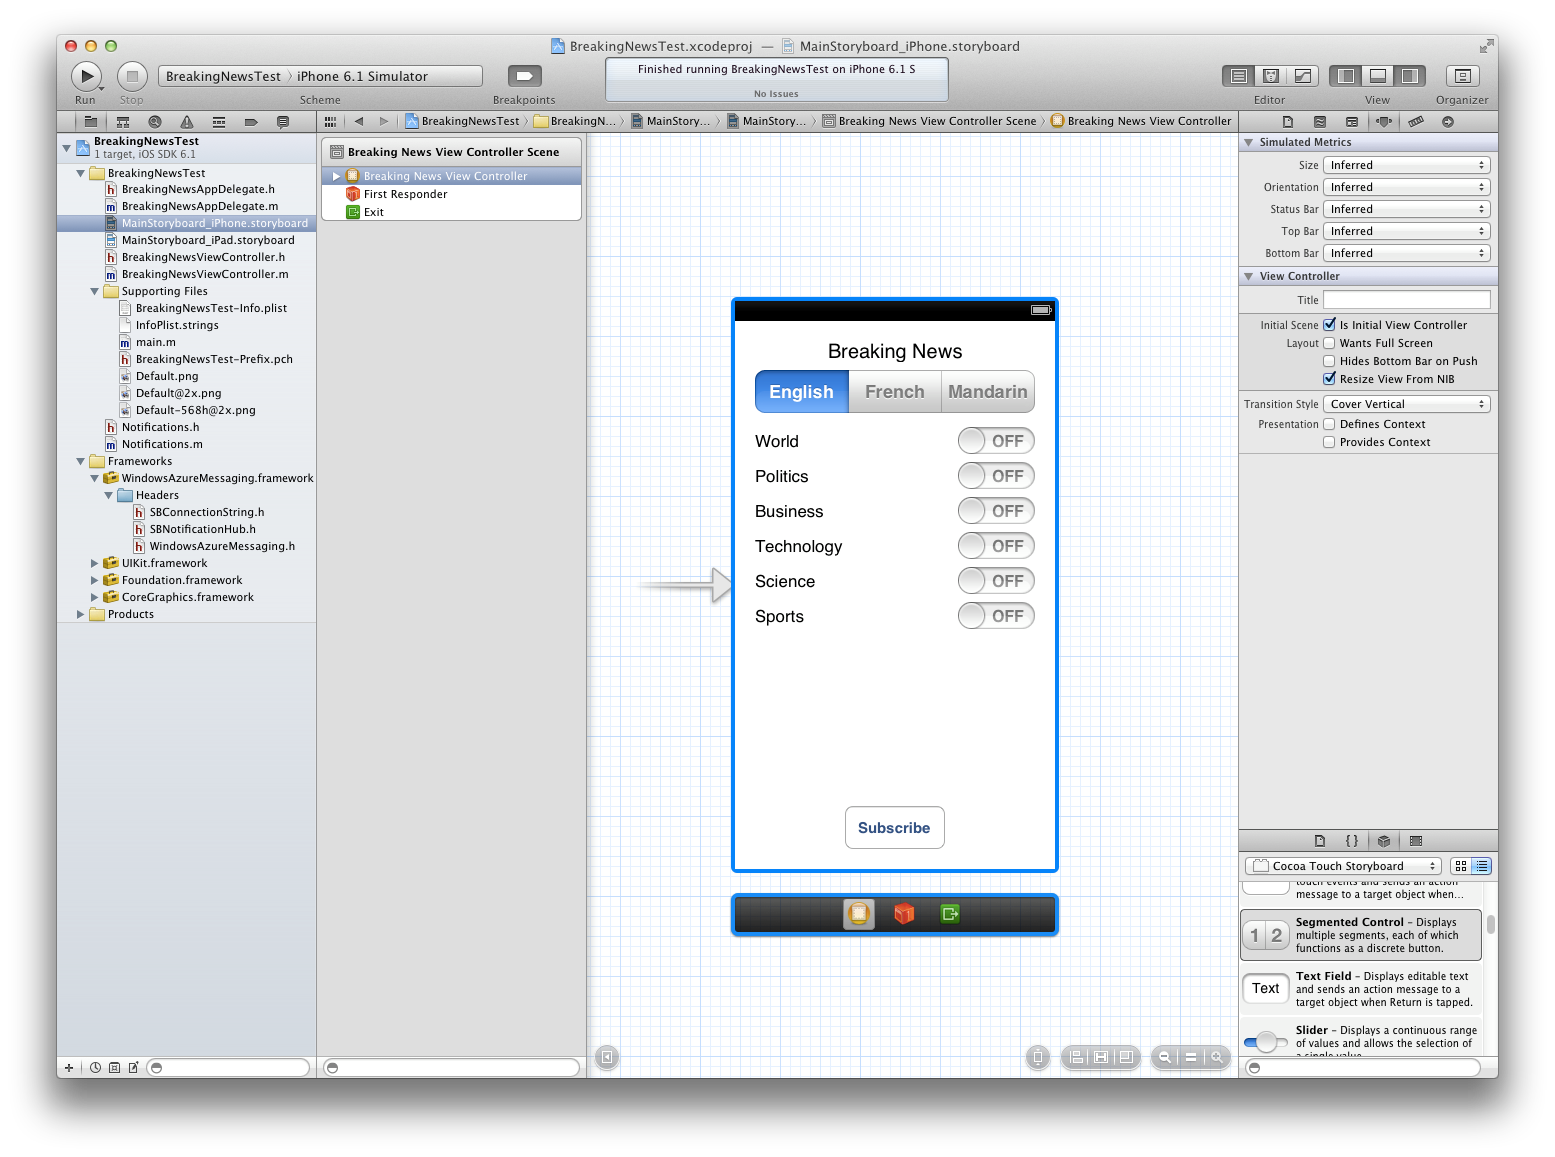 BreakingNewsTest.xcodeproj — MainStoryboard_iPhone.storyboard
BreakingNewsTest › iPhone 6.1 Simulator
Finished running BreakingNewsTest on iPhone 6.1 S
No Issues
Run
Stop
Scheme
Breakpoints
Editor
View
Organizer
BreakingNewsTest
1 target, iOS SDK 6.1
BreakingNewsTest
BreakingNewsAppDelegate.h
BreakingNewsAppDelegate.m
MainStoryboard_iPhone.storyboard
MainStoryboard_iPad.storyboard
BreakingNewsViewController.h
BreakingNewsViewController.m
Supporting Files
BreakingNewsTest-Info.plist
InfoPlist.strings
main.m
BreakingNewsTest-Prefix.pch
Default.png
Default@2x.png
Default-568h@2x.png
Notifications.h
Notifications.m
Frameworks
WindowsAzureMessaging.framework
Headers
SBConnectionString.h
SBNotificationHub.h
WindowsAzureMessaging.h
UIKit.framework
Foundation.framework
CoreGraphics.framework
Products
BreakingNewsTest › BreakingN... › MainStory... › MainStory... › Breaking News View Controller Scene › Breaking News View Controller
Breaking News View Controller Scene
Breaking News View Controller
First Responder
Exit
Breaking News
English French Mandarin
World OFF
Politics OFF
Business OFF
Technology OFF
Science OFF
Sports OFF
Subscribe
Simulated Metrics
Size Inferred
Orientation Inferred
Status Bar Inferred
Top Bar Inferred
Bottom Bar Inferred
View Controller
Title
Initial Scene Is Initial View Controller
Layout Wants Full Screen
Hides Bottom Bar on Push
Resize View From NIB
Transition Style Cover Vertical
Presentation Defines Context
Provides Context
Cocoa Touch Storyboard
touch events and sends an action
message to a target object when...
1 2
Segmented Control – Displays
multiple segments, each of which
functions as a discrete button.
Text
Text Field – Displays editable text
and sends an action message to a
target object when Return is tapped.
Slider – Displays a continuous range
of values and allows the selection of
a single value